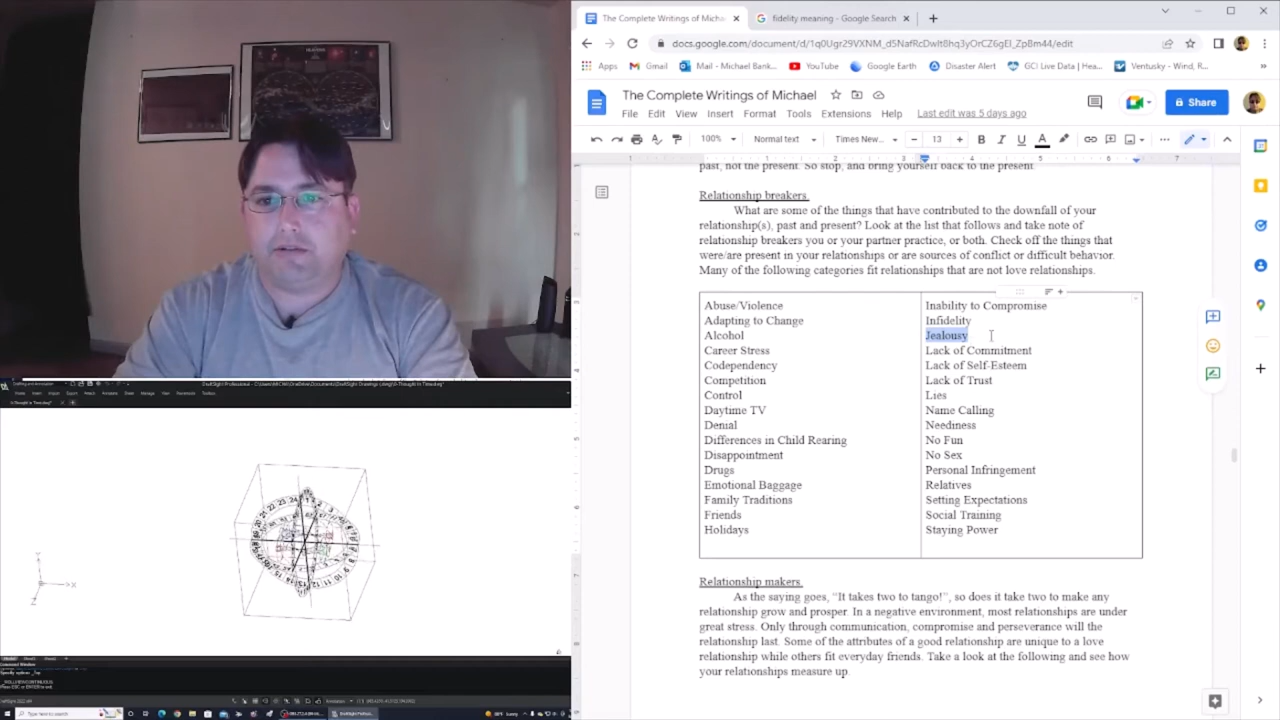 The Complete Writings of Michae
fidelity meaning - Google Search
docs.google.com/document/d/1q0Ugr29VXNM_d5NafRcDwlt8hq3yOrCZ6gEI_ZpBm44/edit
Apps
Gmail
Mail - Michael Bank...
YouTube
Google Earth
Disaster Alert
GCI Live Data | Hea...
Ventusky - Wind, R...
The Complete Writings of Michael
File Edit View Insert Format Tools Extensions Help Last edit was 5 days ago
Share
100% Normal text Times New... 13
past, not the present. So stop, and bring yourself back to the present
Relationship breakers
What are some of the things that have contributed to the downfall of your
relationship(s), past and present? Look at the list that follows and take note of
relationship breakers you or your partner practice, or both. Check off the things that
were/are present in your relationships or are sources of conflict or difficult behavior.
Many of the following categories fit relationships that are not love relationships.
Abuse/Violence
Adapting to Change
Alcohol
Career Stress
Codependency
Competition
Control
Daytime TV
Denial
Differences in Child Rearing
Disappointment
Drugs
Emotional Baggage
Family Traditions
Friends
Holidays
Inability to Compromise
Infidelity
Jealousy
Lack of Commitment
Lack of Self-Esteem
Lack of Trust
Lies
Name Calling
Neediness
No Fun
No Sex
Personal Infringement
Relatives
Setting Expectations
Social Training
Staying Power
Relationship makers
As the saying goes, "It takes two to tango!", so does it take two to make any
relationship grow and prosper. In a negative environment, most relationships are under
great stress. Only through communication, compromise and perseverance will the
relationship last. Some of the attributes of a good relationship are unique to a love
relationship while others fit everyday friends. Take a look at the following and see how
your relationships measure up.
Type here to search